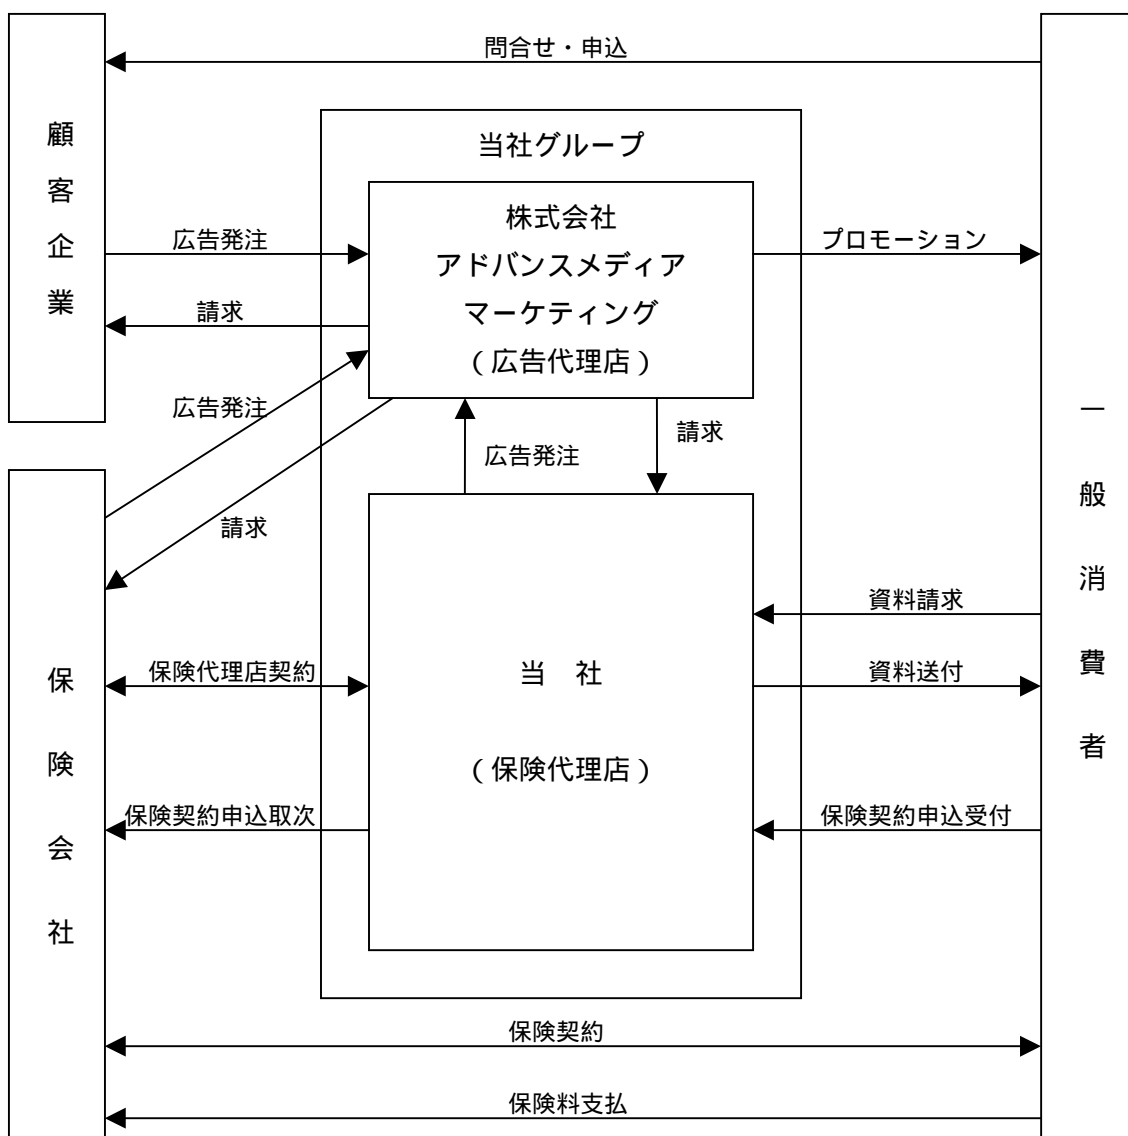 問合せ・申込
顧客企業
当社グループ
株式会社
アドバンスメディア
マーケティング
(広告代理店)
広告発注
プロモーション
請求
広告発注
請求
広告発注
請求
一般消費者
保険会社
当 社
(保険代理店)
資料請求
保険代理店契約
資料送付
保険契約申込取次
保険契約申込受付
保険契約
保険料支払